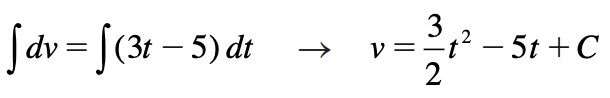 ∫dv = ∫(3t − 5) dt → v = 3/2 t² − 5t + C